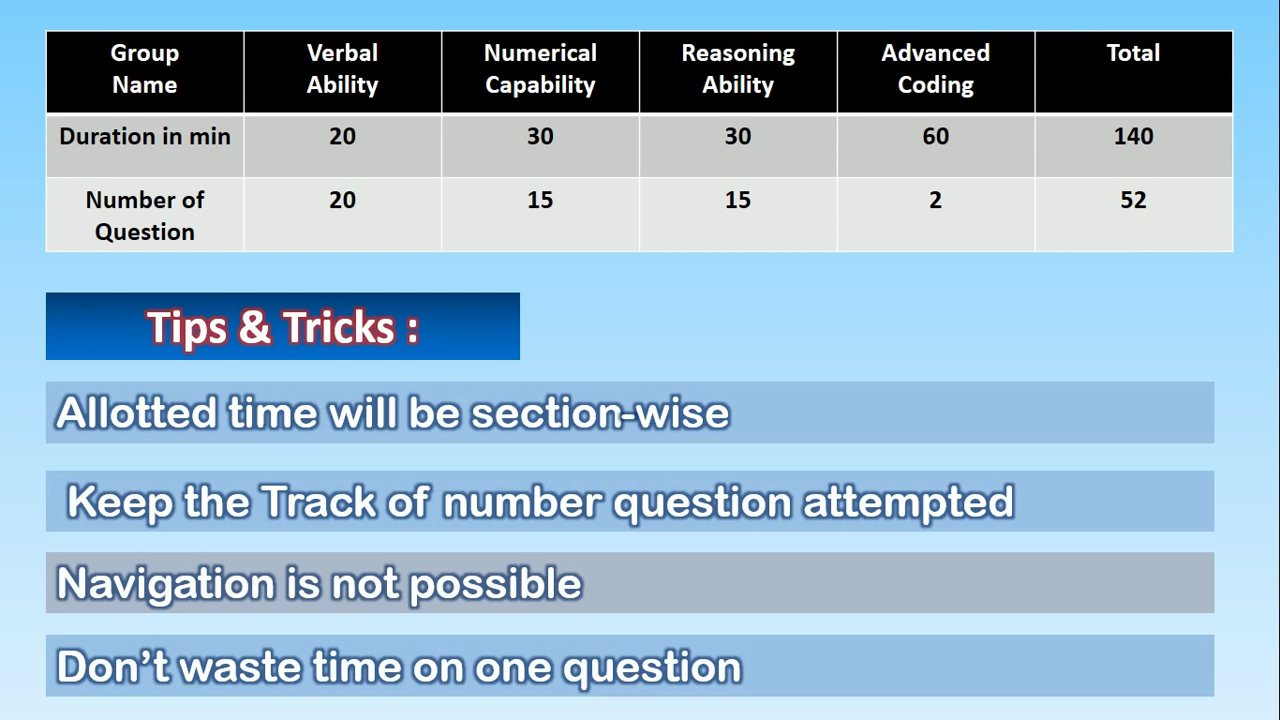 Group Name Verbal Ability Numerical Capability Reasoning Ability Advanced Coding Total
Duration in min 20 30 30 60 140
Number of Question 20 15 15 2 52
Tips & Tricks :
Allotted time will be section-wise
Keep the Track of number question attempted
Navigation is not possible
Don’t waste time on one question